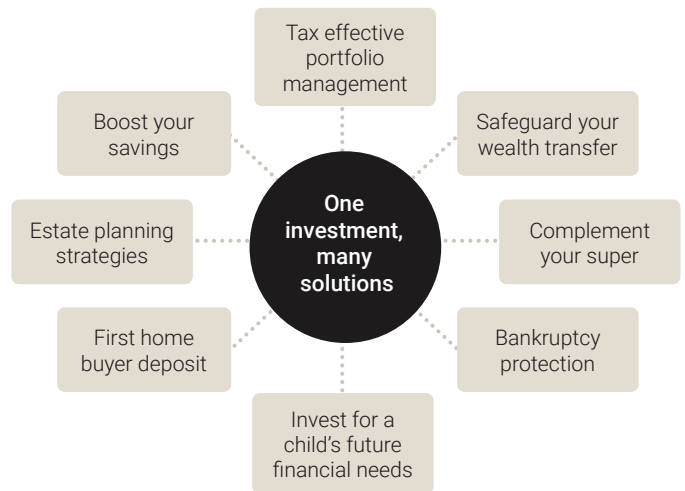 Tax effective
portfolio
management
Boost your
savings
Safeguard your
wealth transfer
One
investment,
many
solutions
Estate planning
strategies
Complement
your super
First home
buyer deposit
Bankruptcy
protection
Invest for a
child’s future
financial needs